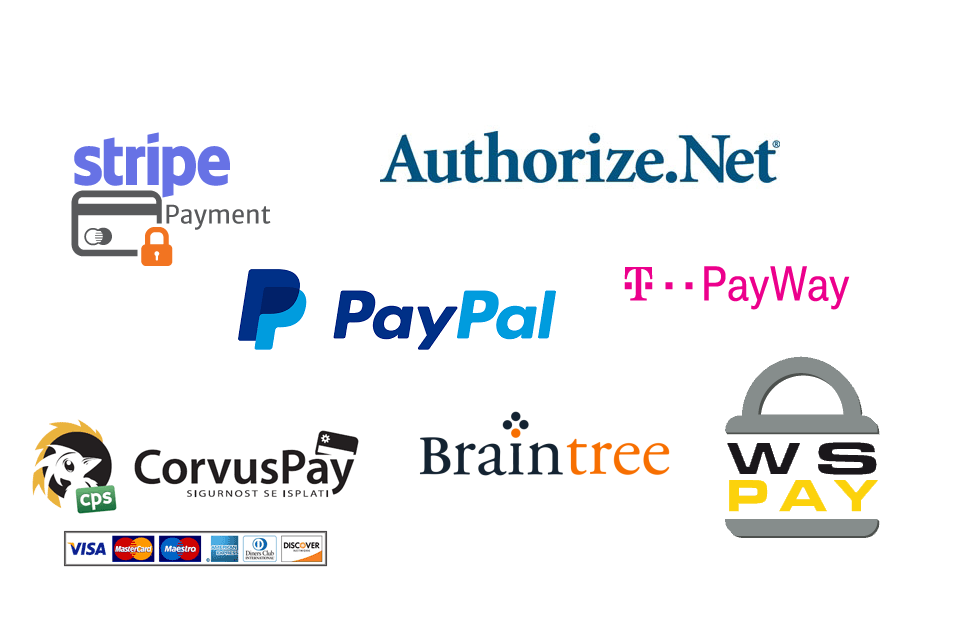 stripe
Payment
Authorize.Net®
PayPal
T · · PayWay
CorvusPay
SIGURNOST SE ISPLATI
cps
Braintree
WS
PAY
VISA MasterCard Maestro AMERICAN EXPRESS Diners Club INTERNATIONAL DISCOVER NETWORK